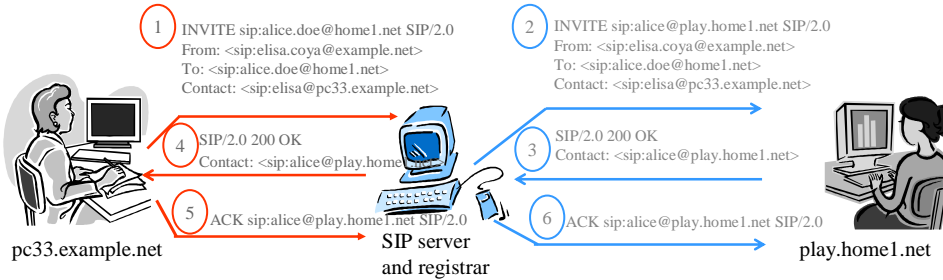 1
INVITE sip:alice.doe@home1.net SIP/2.0
From: <sip:elisa.coya@example.net>
To: <sip:alice.doe@home1.net>
Contact: <sip:elisa@pc33.example.net>
2
INVITE sip:alice@play.home1.net SIP/2.0
From: <sip:elisa.coya@example.net>
To: <sip:alice.doe@home1.net>
Contact: <sip:elisa@pc33.example.net>
4
SIP/2.0 200 OK
Contact: <sip:alice@play.home1.net>
3
SIP/2.0 200 OK
Contact: <sip:alice@play.home1.net>
5
ACK sip:alice@play.home1.net SIP/2.0
6
ACK sip:alice@play.home1.net SIP/2.0
pc33.example.net
SIP server
and registrar
play.home1.net